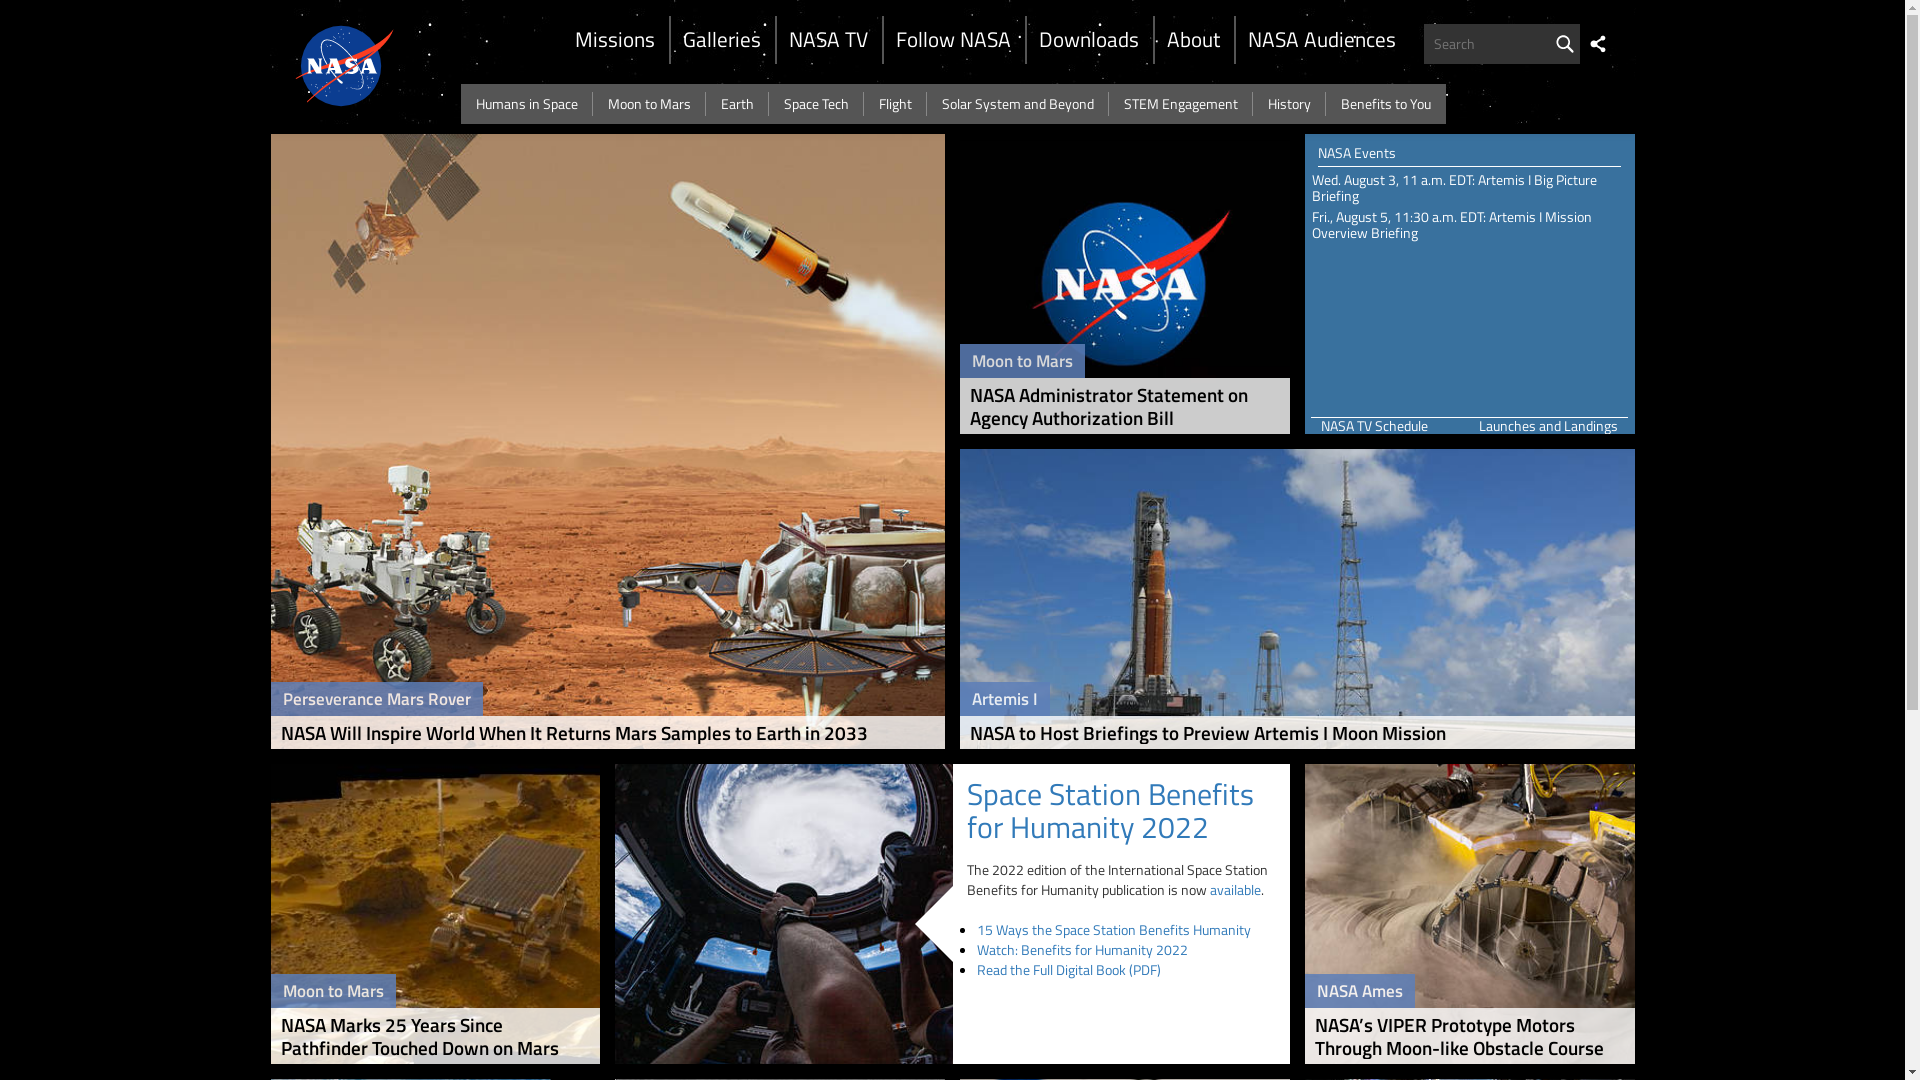 NASA
Missions
Galleries
NASA TV
Follow NASA
Downloads
About
NASA Audiences
Search
Humans in Space
Moon to Mars
Earth
Space Tech
Flight
Solar System and Beyond
STEM Engagement
History
Benefits to You
Perseverance Mars Rover
NASA Will Inspire World When It Returns Mars Samples to Earth in 2033
NASA
Moon to Mars
NASA Administrator Statement on
Agency Authorization Bill
NASA Events
Wed. August 3, 11 a.m. EDT: Artemis I Big Picture
Briefing
Fri., August 5, 11:30 a.m. EDT: Artemis I Mission
Overview Briefing
NASA TV Schedule
Launches and Landings
Artemis I
NASA to Host Briefings to Preview Artemis I Moon Mission
Moon to Mars
NASA Marks 25 Years Since
Pathfinder Touched Down on Mars
Space Station Benefits
for Humanity 2022
The 2022 edition of the International Space Station
Benefits for Humanity publication is now available.
15 Ways the Space Station Benefits Humanity
Watch: Benefits for Humanity 2022
Read the Full Digital Book (PDF)
NASA Ames
NASA’s VIPER Prototype Motors
Through Moon-like Obstacle Course